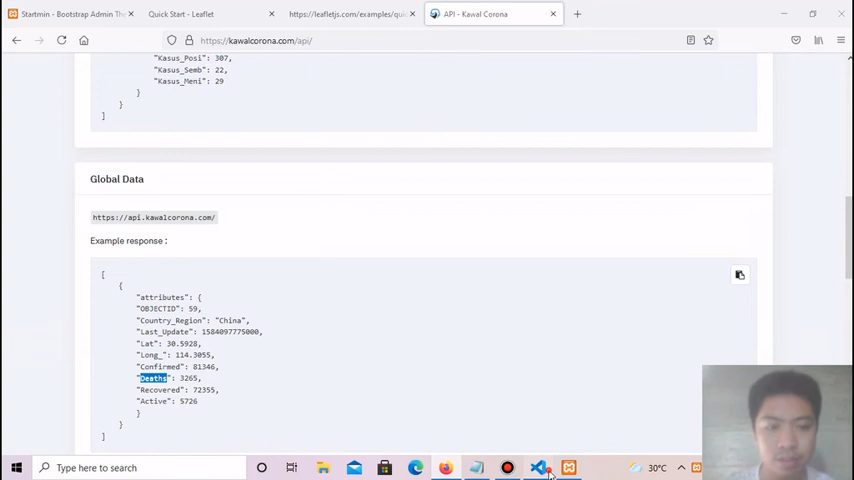 Startmin - Bootstrap Admin The
Quick Start - Leaflet
https://leafletjs.com/examples/quic
API - Kawal Corona
https://kawalcorona.com/api/
"Kasus_Posi": 307,
"Kasus_Semb": 22,
"Kasus_Meni": 29
}
}
]
Global Data
https://api.kawalcorona.com/
Example response :
[
{
"attributes": {
"OBJECTID": 59,
"Country_Region": "China",
"Last_Update": 1584097775000,
"Lat": 30.5928,
"Long_": 114.3055,
"Confirmed": 81346,
"Deaths": 3265,
"Recovered": 72355,
"Active": 5726
}
}
]
Type here to search
30°C